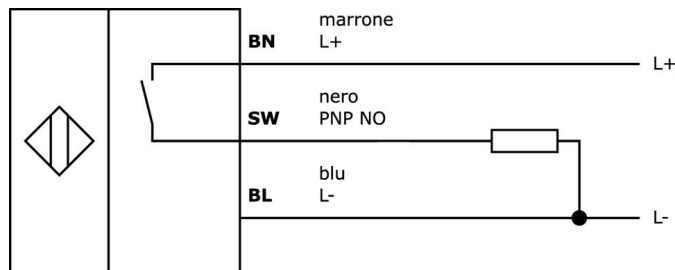 marrone
BN L+
L+
nero
SW PNP NO
blu
BL L-
L-